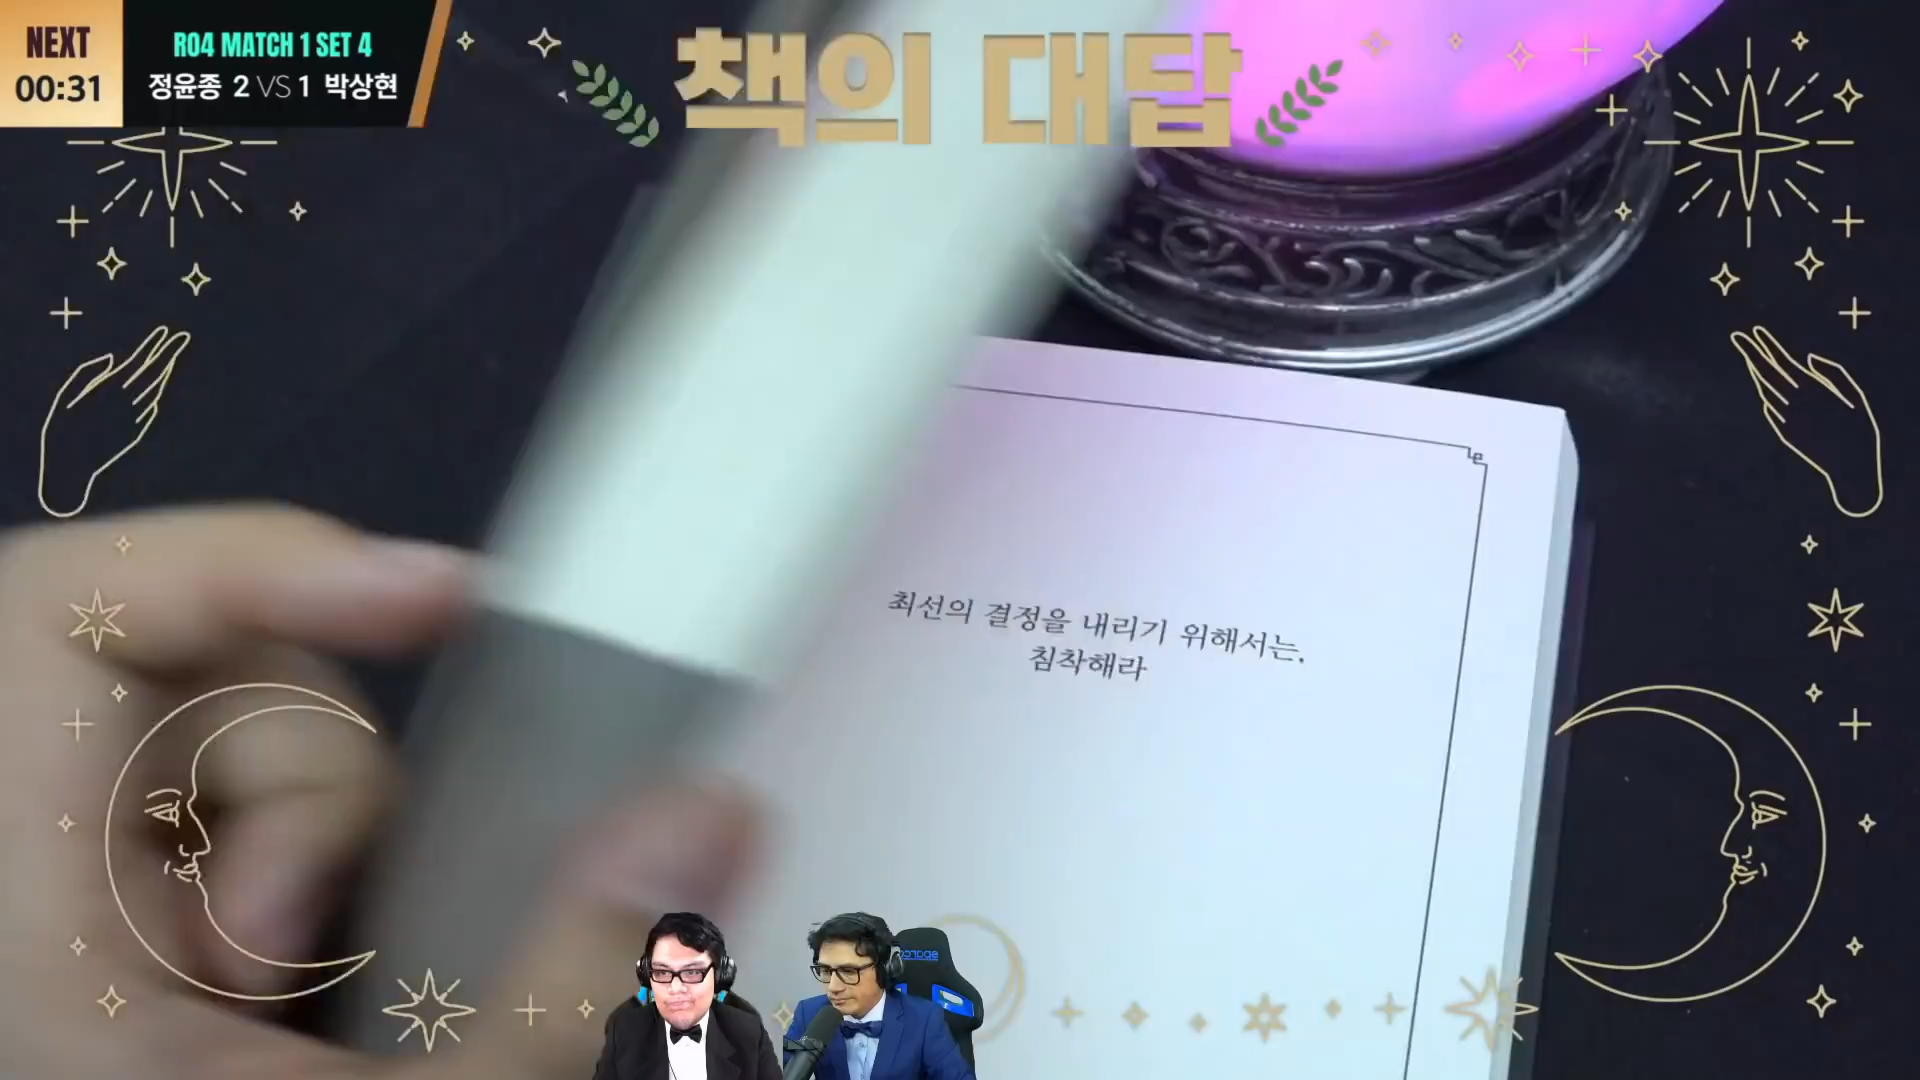 NEXT
00:31
R04 MATCH 1 SET 4
정윤종 2 VS 1 박상현
책의 대답
최선의 결정을 내리기 위해서는.
침착해라
sparco